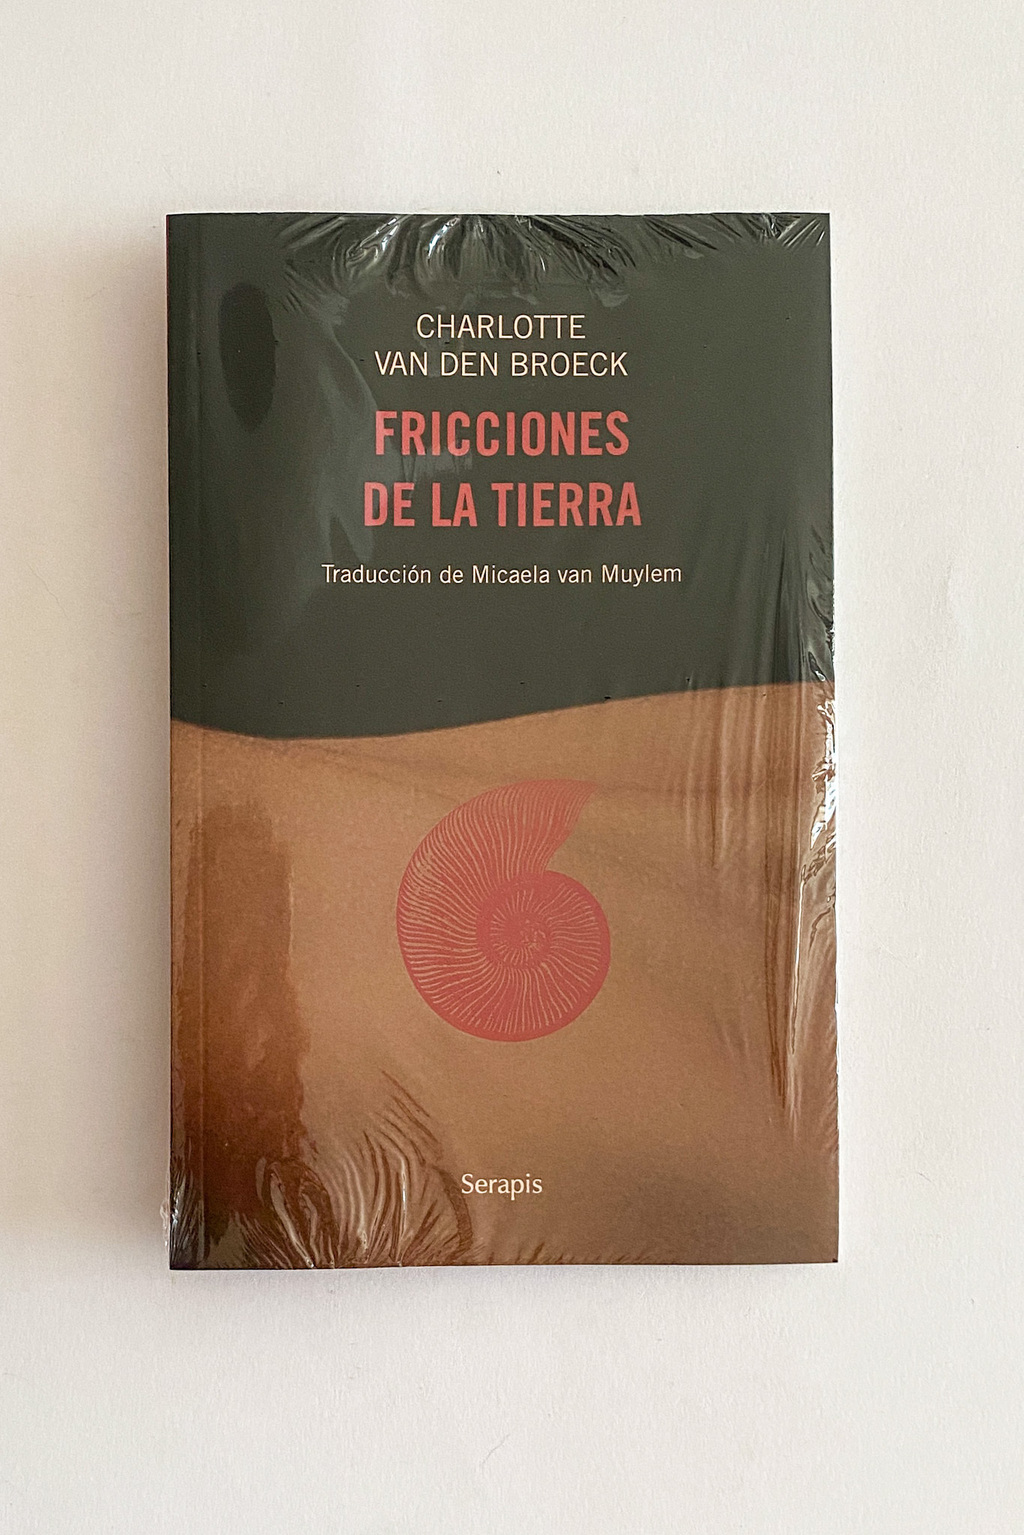 CHARLOTTE
VAN DEN BROECK
FRICCIONES
DE LA TIERRA
Traducción de Micaela van Muylem
Serapis